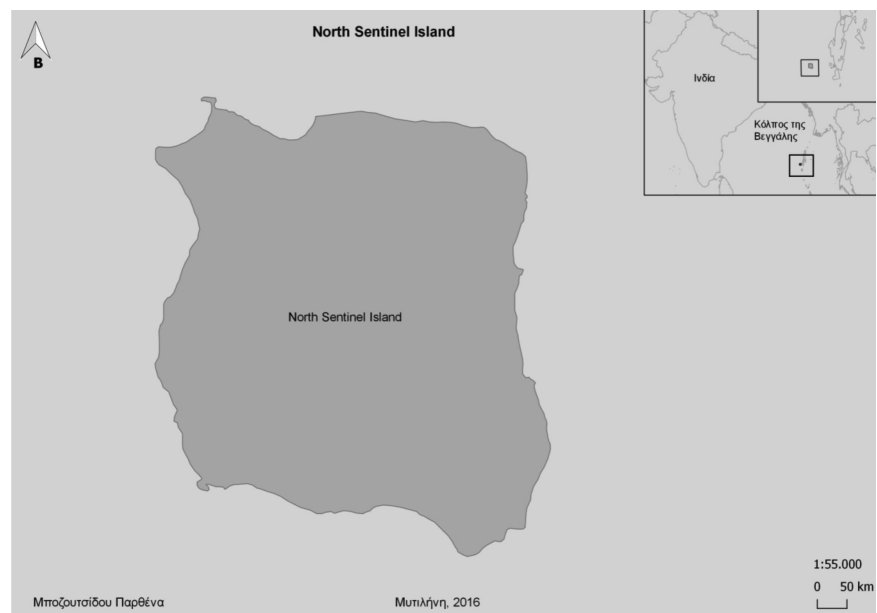 North Sentinel Island
Β
Ινδία
Κόλπος της
Βεγγάλης
North Sentinel Island
1:55.000
0 50 km
Μποζουτσίδου Παρθένα
Μυτιλήνη, 2016